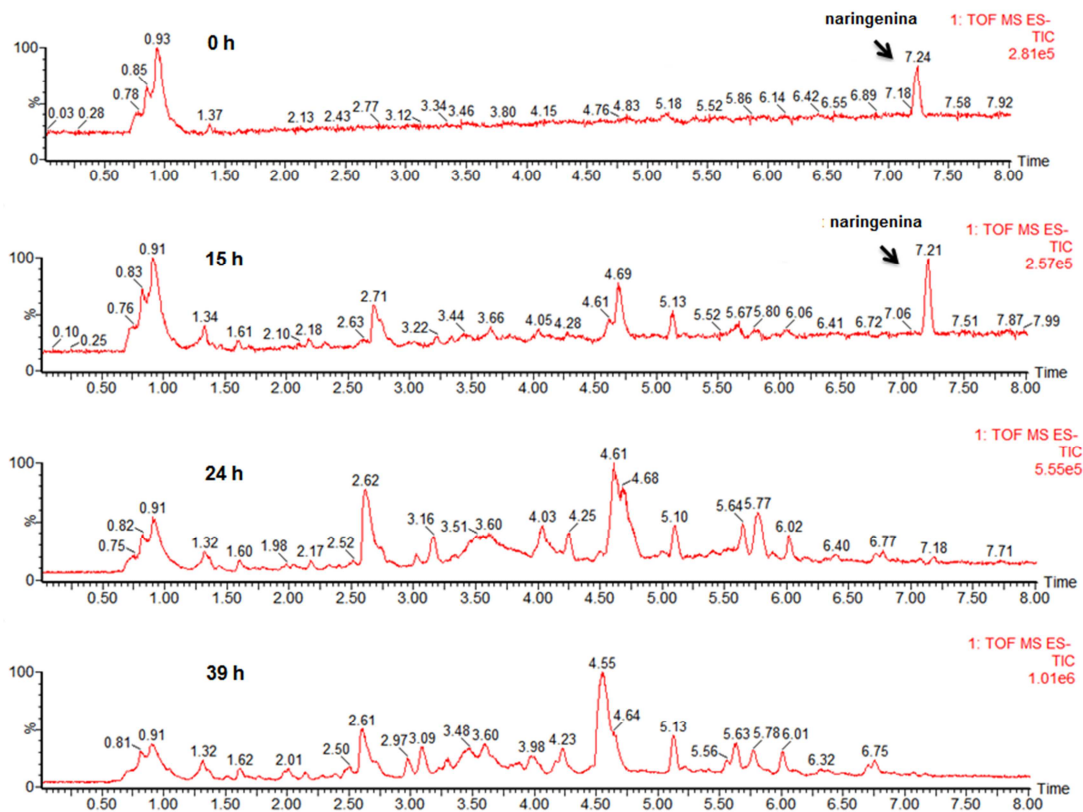 naringenina
1: TOF MS ES-
TIC
2.81e5
0 h
100
%
0
0.03 0.28 0.78 0.85 0.93 1.37 2.13 2.43 2.77 3.12 3.34 3.46 3.80 4.15 4.76 4.83 5.18 5.52 5.86 6.14 6.42 6.55 6.89 7.18 7.24 7.58 7.92
Time
0.50 1.00 1.50 2.00 2.50 3.00 3.50 4.00 4.50 5.00 5.50 6.00 6.50 7.00 7.50 8.00
: naringenina
1: TOF MS ES-
TIC
2.57e5
15 h
100
%
0
0.10 0.25 0.76 0.83 0.91 1.34 1.61 2.10 2.18 2.63 2.71 3.22 3.44 3.66 4.05 4.28 4.61 4.69 5.13 5.52 5.67 5.80 6.06 6.41 6.72 7.06 7.21 7.51 7.87 7.99
Time
0.50 1.00 1.50 2.00 2.50 3.00 3.50 4.00 4.50 5.00 5.50 6.00 6.50 7.00 7.50 8.00
1: TOF MS ES-
TIC
5.55e5
24 h
100
%
0
0.75 0.82 0.91 1.32 1.60 1.98 2.17 2.52 2.62 3.16 3.51 3.60 4.03 4.25 4.61 4.68 5.10 5.64 5.77 6.02 6.40 6.77 7.18 7.71
Time
0.50 1.00 1.50 2.00 2.50 3.00 3.50 4.00 4.50 5.00 5.50 6.00 6.50 7.00 7.50 8.00
1: TOF MS ES-
TIC
1.01e6
39 h
100
%
0
0.81 0.91 1.32 1.62 2.01 2.50 2.61 2.97 3.09 3.48 3.60 3.98 4.23 4.55 4.64 5.13 5.56 5.63 5.78 6.01 6.32 6.75
Time
0.50 1.00 1.50 2.00 2.50 3.00 3.50 4.00 4.50 5.00 5.50 6.00 6.50 7.00 7.50 8.00